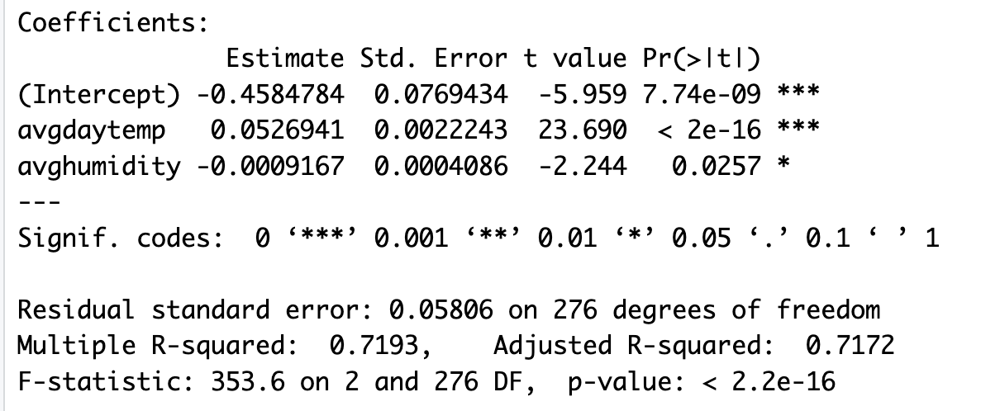 Coefficients:
              Estimate Std. Error t value Pr(>|t|)
(Intercept) -0.4584784  0.0769434  -5.959 7.74e-09 ***
avgdaytemp   0.0526941  0.0022243  23.690  < 2e-16 ***
avghumidity -0.0009167  0.0004086  -2.244   0.0257 *
---
Signif. codes:  0 ‘***’ 0.001 ‘**’ 0.01 ‘*’ 0.05 ‘.’ 0.1 ‘ ’ 1
Residual standard error: 0.05806 on 276 degrees of freedom
Multiple R-squared:  0.7193,    Adjusted R-squared:  0.7172
F-statistic: 353.6 on 2 and 276 DF,  p-value: < 2.2e-16